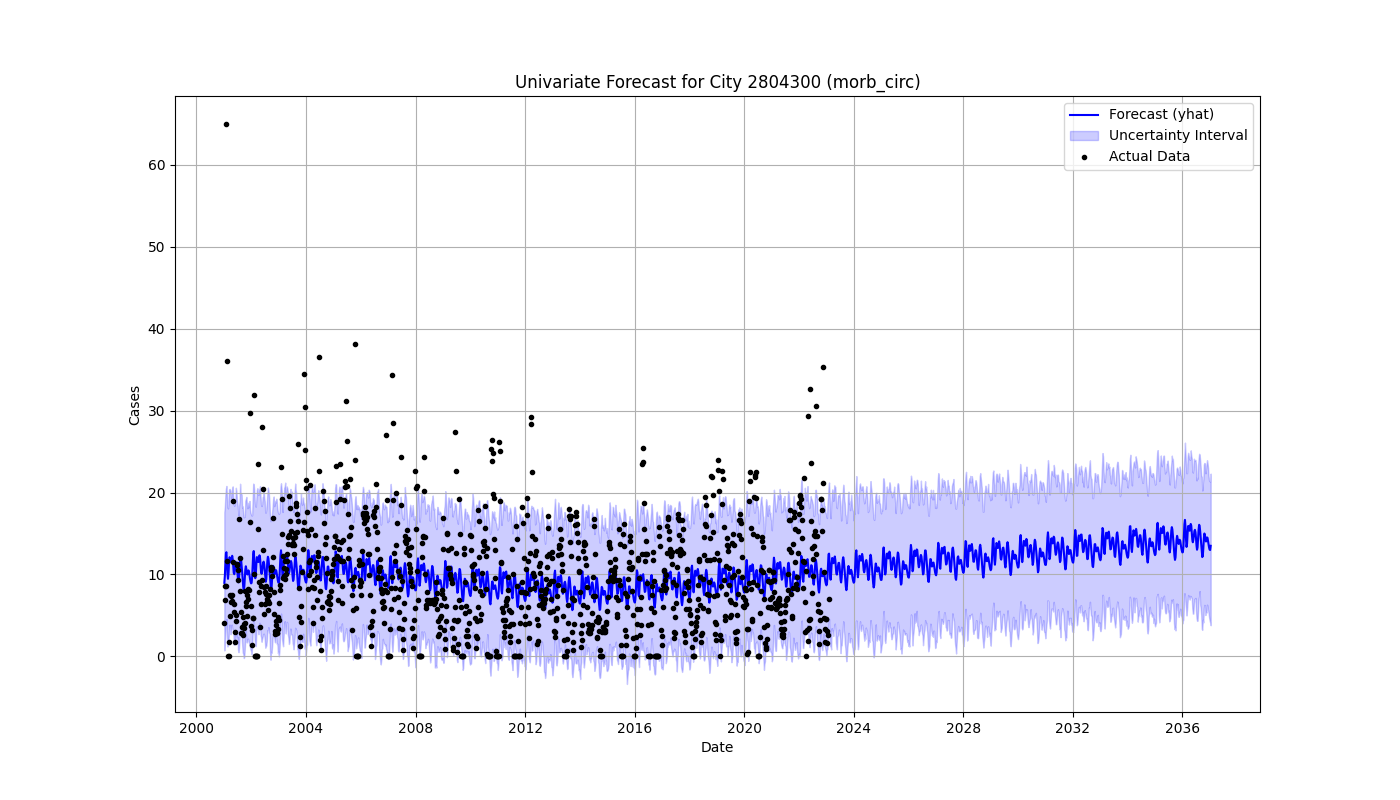 Univariate Forecast for City 2804300 (morb_circ)
Forecast (yhat)
Uncertainty Interval
Actual Data
Cases
60
50
40
30
20
10
0
2000 2004 2008 2012 2016 2020 2024 2028 2032 2036
Date